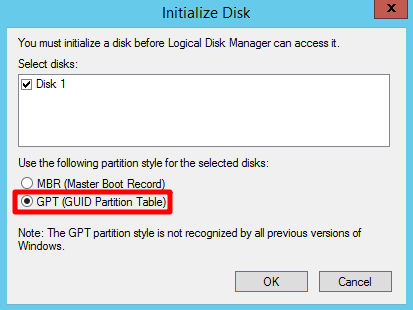 Initialize Disk
x
You must initialize a disk before Logical Disk Manager can access it.
Select disks:
Disk 1
Use the following partition style for the selected disks:
MBR (Master Boot Record)
GPT (GUID Partition Table)
Note: The GPT partition style is not recognized by all previous versions of
Windows.
OK Cancel